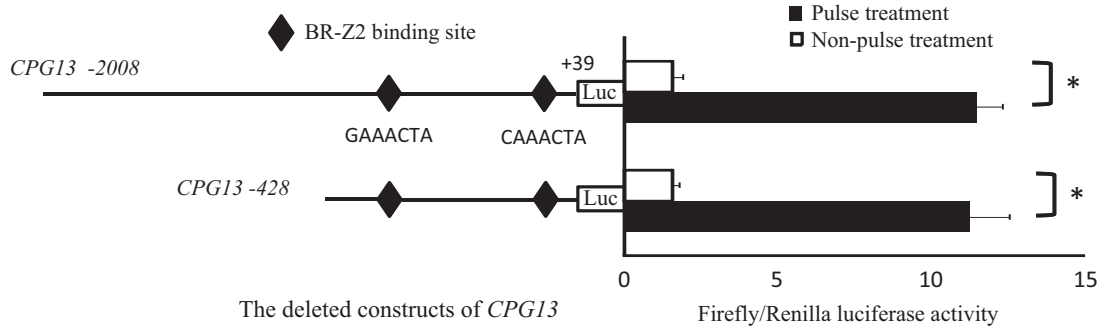 BR-Z2 binding site
Pulse treatment
Non-pulse treatment
CPG13 -2008
+39
Luc
*
GAAACTA
CAAACTA
CPG13 -428
Luc
*
0 5 10 15
The deleted constructs of CPG13
Firefly/Renilla luciferase activity